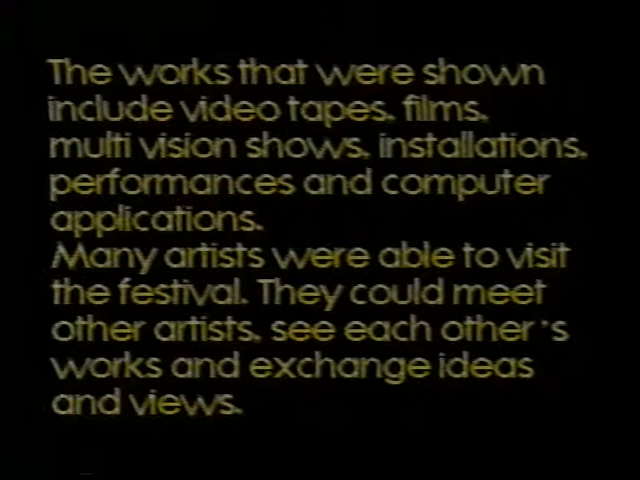 The works that were shown
include video tapes, films,
multi vision shows, installations,
performances and computer
applications.
Many artists were able to visit
the festival. They could meet
other artists, see each other's
works and exchange ideas
and views.